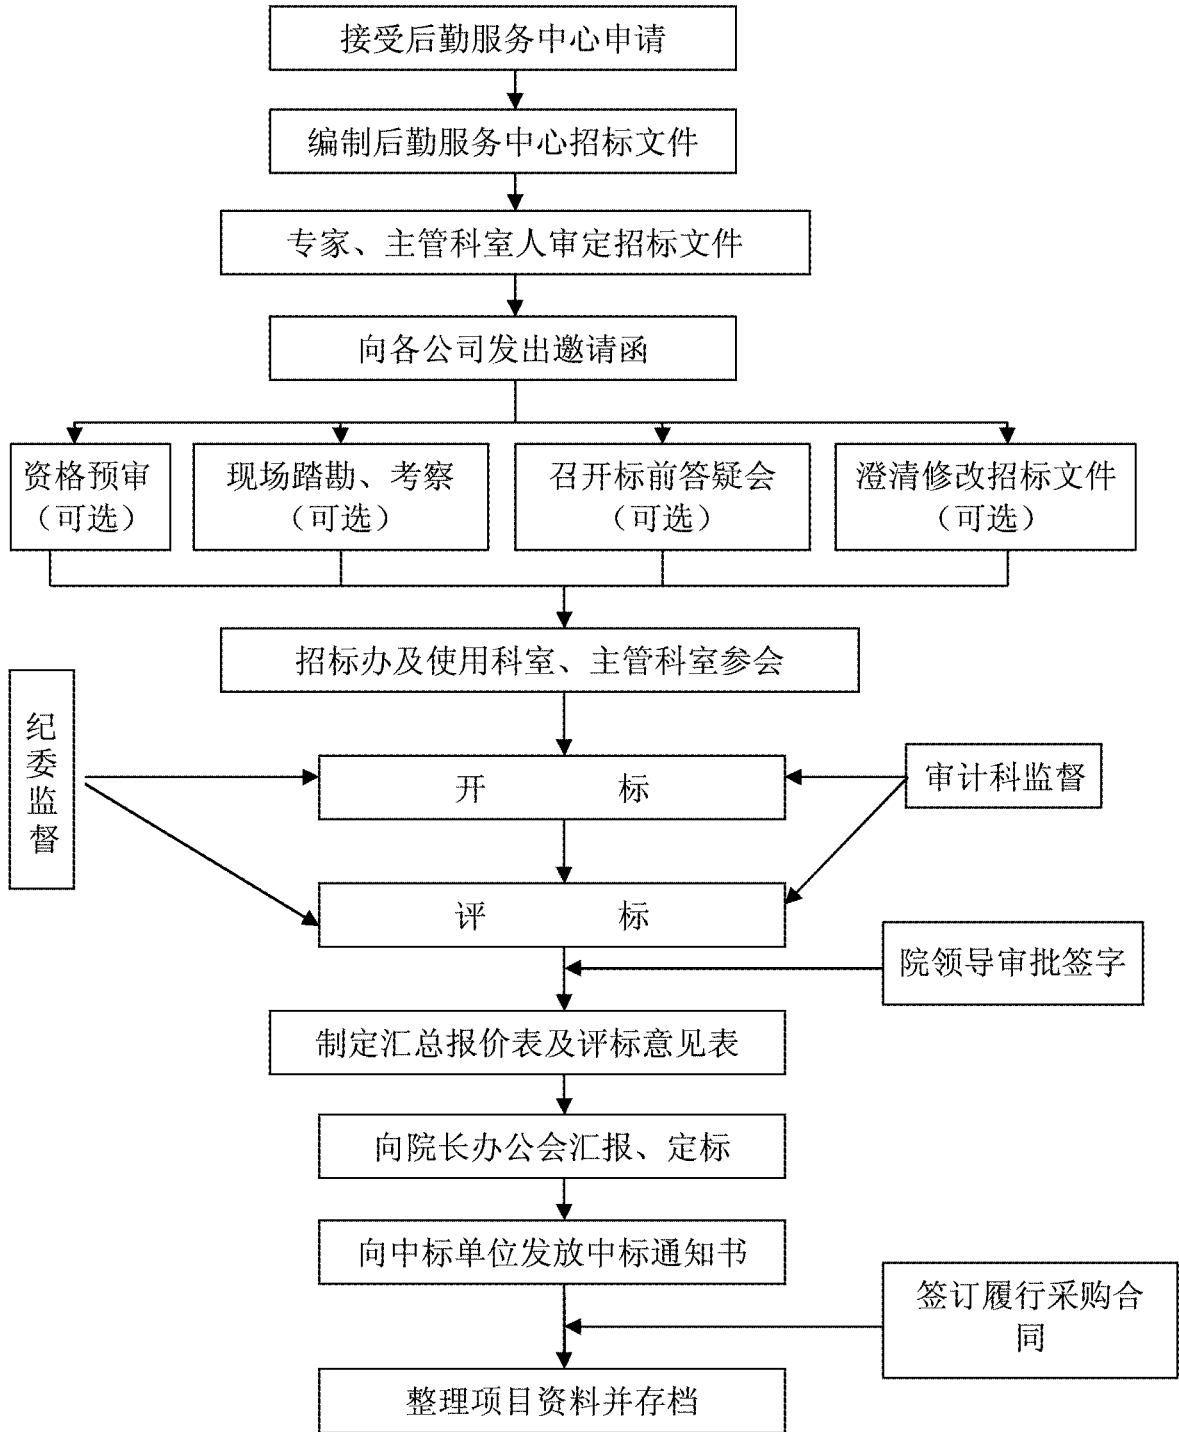 接受后勤服务中心申请
编制后勤服务中心招标文件
专家、主管科室人审定招标文件
向各公司发出邀请函
资格预审
（可选）
现场踏勘、考察
（可选）
召开标前答疑会
（可选）
澄清修改招标文件
（可选）
招标办及使用科室、主管科室参会
纪委监督
开 标
审计科监督
评 标
院领导审批签字
制定汇总报价表及评标意见表
向院长办公会汇报、定标
向中标单位发放中标通知书
签订履行采购合
同
整理项目资料并存档